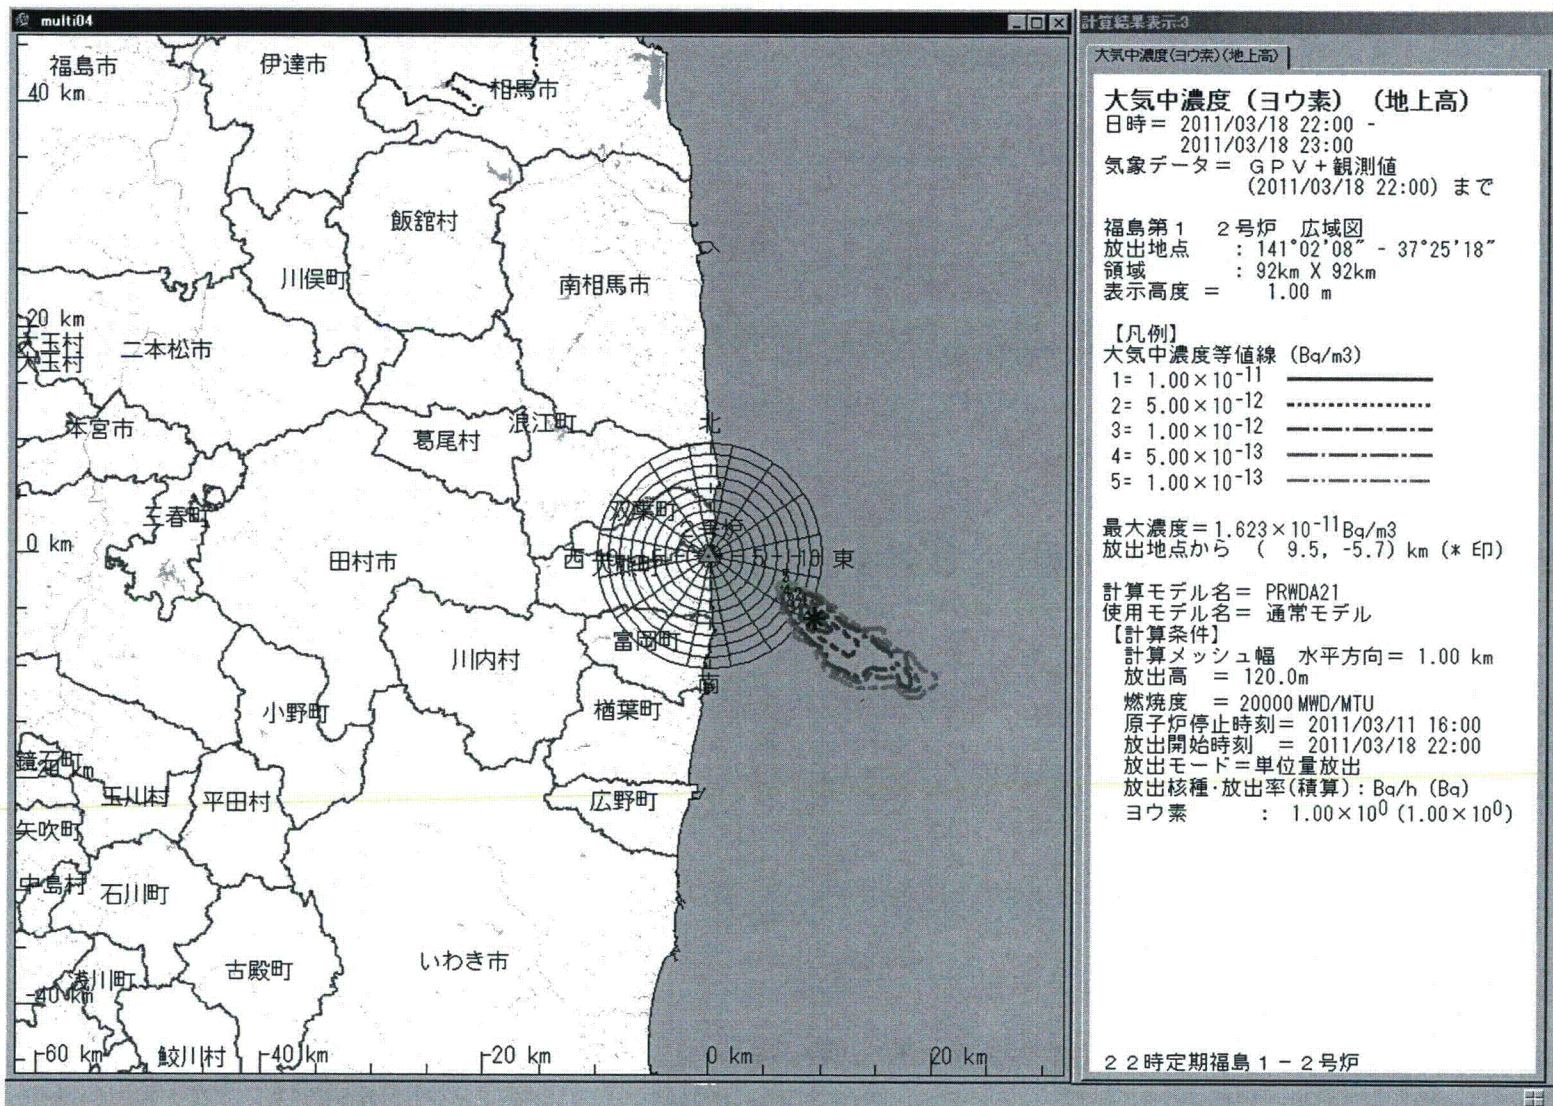 multi04
福島市
伊達市
相馬市
40 km
飯舘村
川俣町
南相馬市
20 km
大玉村
大玉村
二本松市
本宮市
葛尾村
浪江町
北
三春町
双葉町
0 km
田村市
西
5
10
東
富岡町
川内村
南
小野町
楢葉町
鏡石町
玉川村
平田村
広野町
矢吹町
中島村
石川町
いわき市
古殿町
浅川町
-40 km
鮫川村
-60 km
-40 km
-20 km
0 km
20 km
計算結果表示:3
大気中濃度(ヨウ素)(地上高)
大気中濃度 (ヨウ素) (地上高)
日時= 2011/03/18 22:00 -
2011/03/18 23:00
気象データ= GPV+観測値
(2011/03/18 22:00) まで
福島第1 2号炉 広域図
放出地点 : 141°02'08" - 37°25'18"
領域 : 92km X 92km
表示高度 = 1.00 m
【凡例】
大気中濃度等値線 (Bq/m3)
1= 1.00×10-11
2= 5.00×10-12
3= 1.00×10-12
4= 5.00×10-13
5= 1.00×10-13
最大濃度=1.623×10-11Bq/m3
放出地点から ( 9.5, -5.7) km (* 印)
計算モデル名= PRWDA21
使用モデル名= 通常モデル
【計算条件】
計算メッシュ幅 水平方向= 1.00 km
放出高 = 120.0m
燃焼度 = 20000MWD/MTU
原子炉停止時刻= 2011/03/11 16:00
放出開始時刻 = 2011/03/18 22:00
放出モード=単位量放出
放出核種・放出率(積算) : Bq/h (Bq)
ヨウ素 : 1.00×100 (1.00×100)
22時定期福島1-2号炉